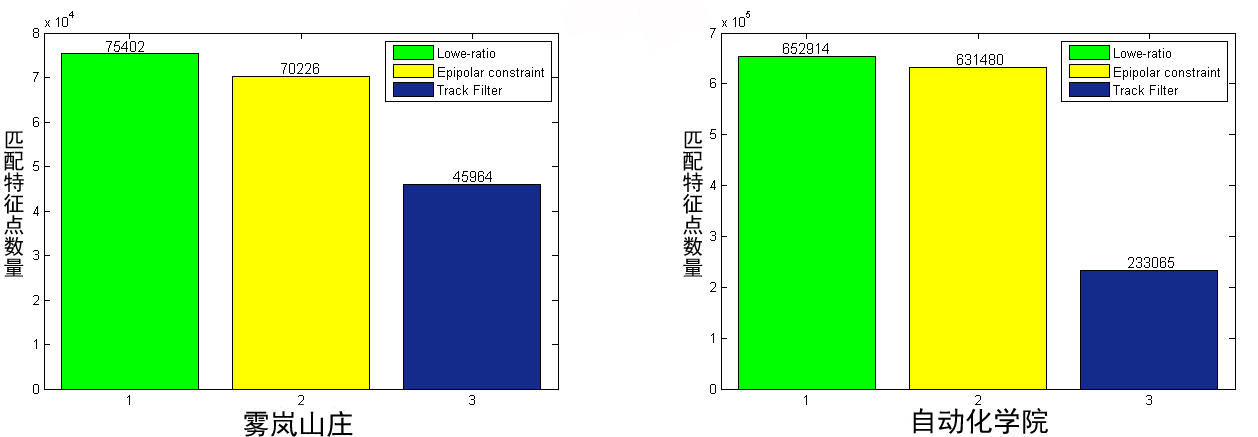 x 10^4
8
7
6
5
4
3
2
1
0
匹配特征点数量
75402
70226
45964
Lowe-ratio
Epipolar constraint
Track Filter
1 2 3
雾岚山庄
x 10^5
7
6
5
4
3
2
1
0
匹配特征点数量
652914
631480
233065
Lowe-ratio
Epipolar constraint
Track Filter
1 2 3
自动化学院